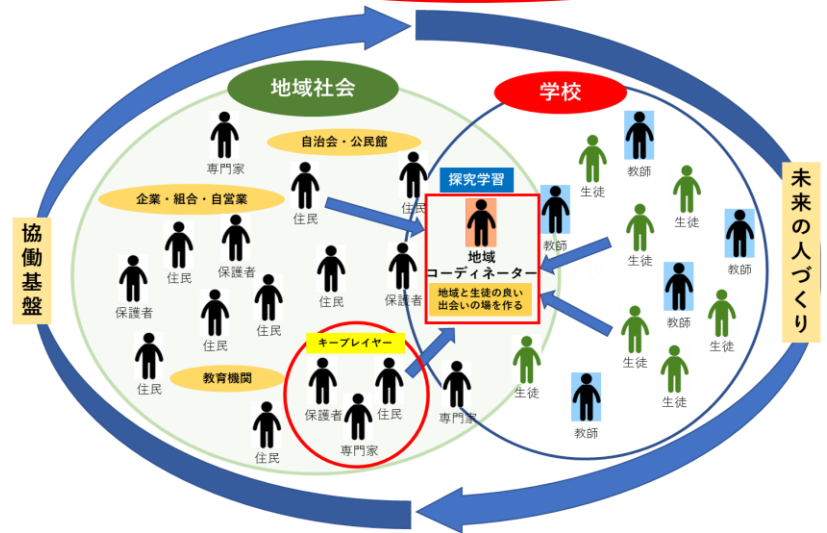 地域社会
学校
専門家
自治会・公民館
教師
生徒
探究学習
企業・組合・自営業
住民
住民
生徒
教師
未来の人づくり
協働基盤
地域
コーディネーター
地域と生徒の良い
出会いの場を作る
住民
保護者
住民
保護者
生徒
教師
保護者
住民
住民
教師
生徒
キープレイヤー
生徒
住民
教育機関
保護者
住民
専門家
専門家
生徒
生徒
教師
住民